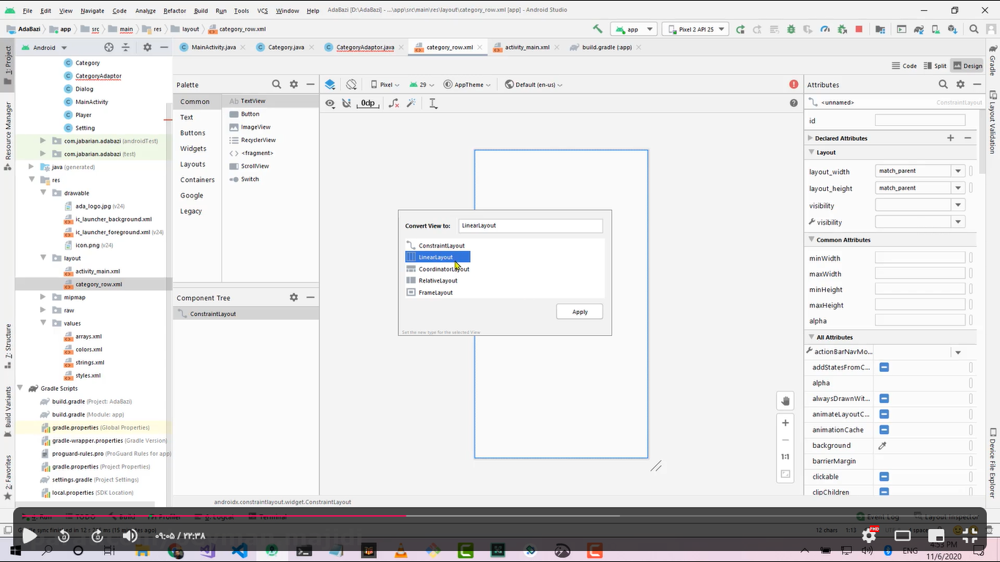 File Edit View Navigate Code Analyze Refactor Build Run Tools VCS Window Help AdaBazi [D:\AdaBazi] - ...\app\src\main\res\layout\category_row.xml [app] - Android Studio
AdaBazi app src main res layout category_row.xml app Pixel 2 API 25
Android MainActivity.java Category.java CategoryAdaptor.java category_row.xml activity_main.xml build.gradle (:app)
Code Split Design
1: Project
Resource Manager
7: Structure
Build Variants
2: Favorites
Category
CategoryAdaptor
Dialog
MainActivity
Player
Setting
com.jabarian.adabazi (androidTest)
com.jabarian.adabazi (test)
java (generated)
res
drawable
ada_logo.jpg (v24)
ic_launcher_background.xml
ic_launcher_foreground.xml (v24)
icon.png (v24)
layout
activity_main.xml
category_row.xml
mipmap
raw
values
arrays.xml
colors.xml
strings.xml
styles.xml
Gradle Scripts
build.gradle (Project: AdaBazi)
build.gradle (Module: app)
gradle.properties (Global Properties)
gradle-wrapper.properties (Gradle Version)
proguard-rules.pro (ProGuard Rules for app)
gradle.properties (Project Properties)
settings.gradle (Project Settings)
local.properties (SDK Location)
Palette
Common
Text
Buttons
Widgets
Layouts
Containers
Google
Legacy
Ab TextView
Button
ImageView
RecyclerView
<fragment>
ScrollView
Switch
Component Tree
ConstraintLayout
Pixel 29 AppTheme Default (en-us)
0dp
Convert View to: LinearLayout
ConstraintLayout
LinearLayout
CoordinatorLayout
RelativeLayout
FrameLayout
Apply
Set the new type for the selected View
1:1
androidx.constraintlayout.widget.ConstraintLayout
Attributes
<unnamed> ConstraintLayout
id
Declared Attributes
Layout
layout_width match_parent
layout_height match_parent
visibility
visibility
Common Attributes
minWidth
maxWidth
minHeight
maxHeight
alpha
All Attributes
actionBarNavMo...
addStatesFromC...
alpha
alwaysDrawnWit...
animateLayoutC...
animationCache
background
barrierMargin
clickable
clipChildren
Gradle
Layout Validation
Device File Explorer
4: Run TODO Build Profiler 6: Logcat Terminal Event Log Layout Inspector
12 chars 1:13
۰۹:۰۵ / ۲۲:۳۸
FHD
ENG
4:53 PM
11/6/2020